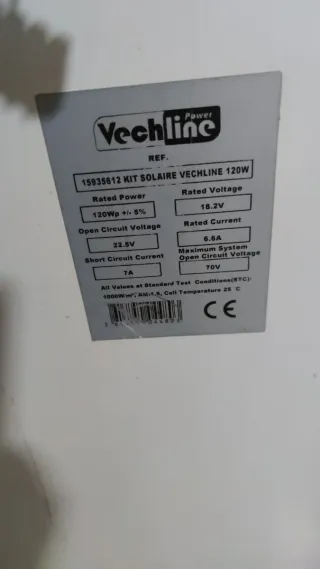 Vechline
Power
REF.
15935612 KIT SOLAIRE VECHLINE 120W
Rated Power
Rated Voltage
120Wp +/- 5%
18.2V
Open Circuit Voltage
Rated Current
22.5V
6.6A
Short Circuit Current
Maximum System
Open Circuit Voltage
7A
70V
All Values at Standard Test Conditions(STC):
1000W/m², AM:1.5, Cell Temperature 25 °C
CE